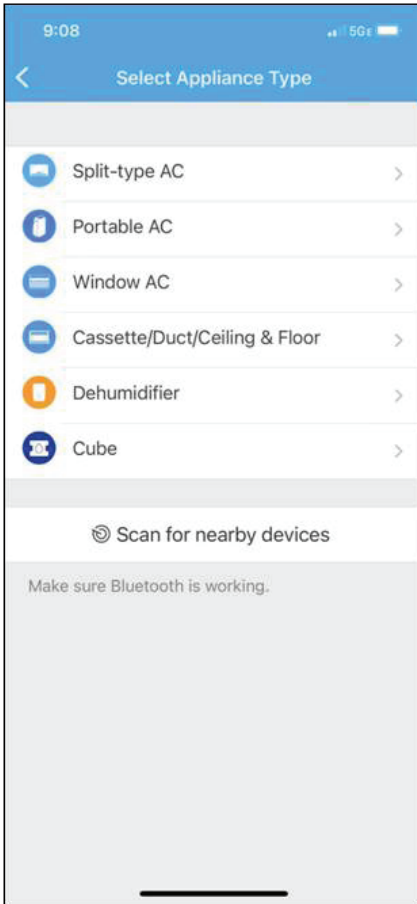 9:08
5GE
Select Appliance Type
Split-type AC
Portable AC
Window AC
Cassette/Duct/Ceiling & Floor
Dehumidifier
Cube
Scan for nearby devices
Make sure Bluetooth is working.